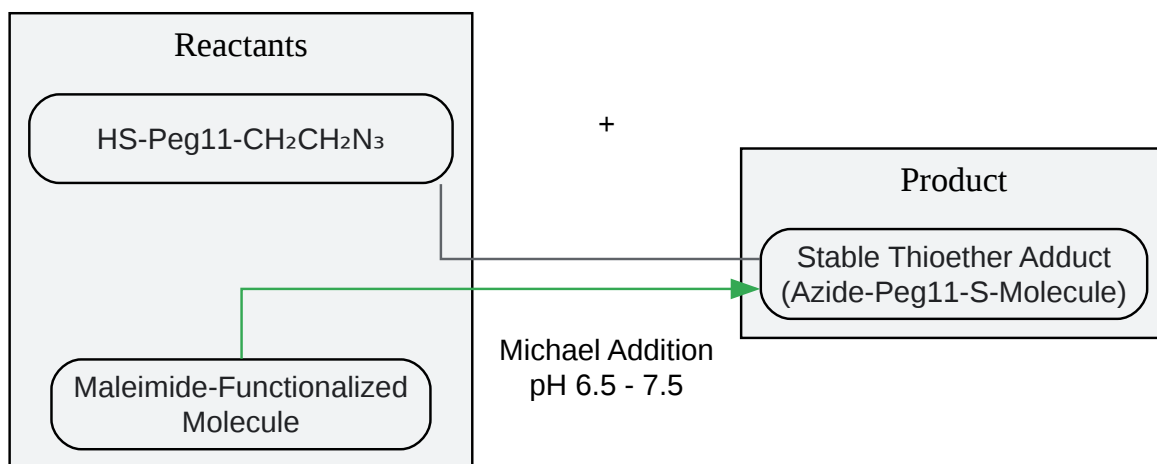 Reactants
HS-Peg11-CH₂CH₂N₃
+
Product
Stable Thioether Adduct
(Azide-Peg11-S-Molecule)
Michael Addition
pH 6.5 - 7.5
Maleimide-Functionalized
Molecule